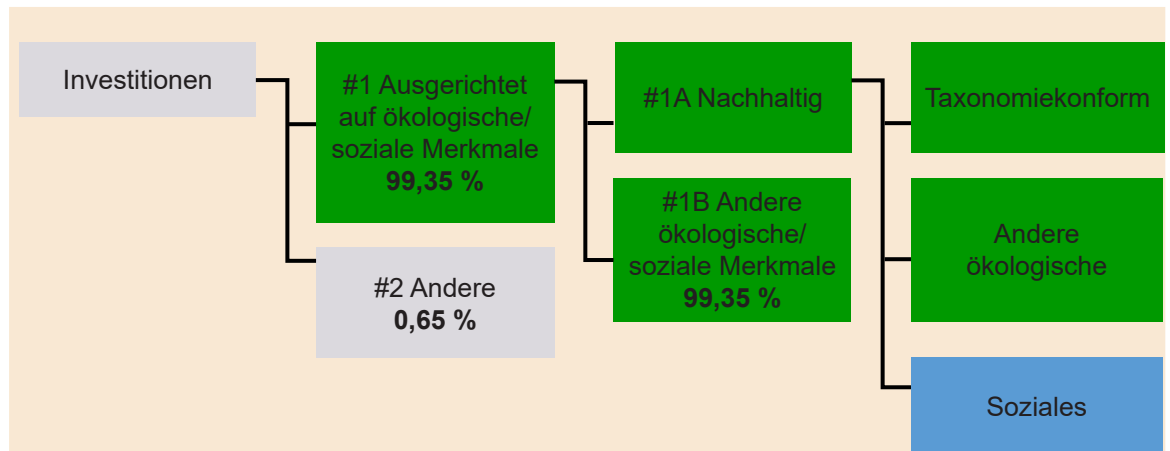 Investitionen
#1 Ausgerichtet
auf ökologische/
soziale Merkmale
99,35 %
#2 Andere
0,65 %
#1A Nachhaltig
#1B Andere
ökologische/
soziale Merkmale
99,35 %
Taxonomiekonform
Andere
ökologische
Soziales